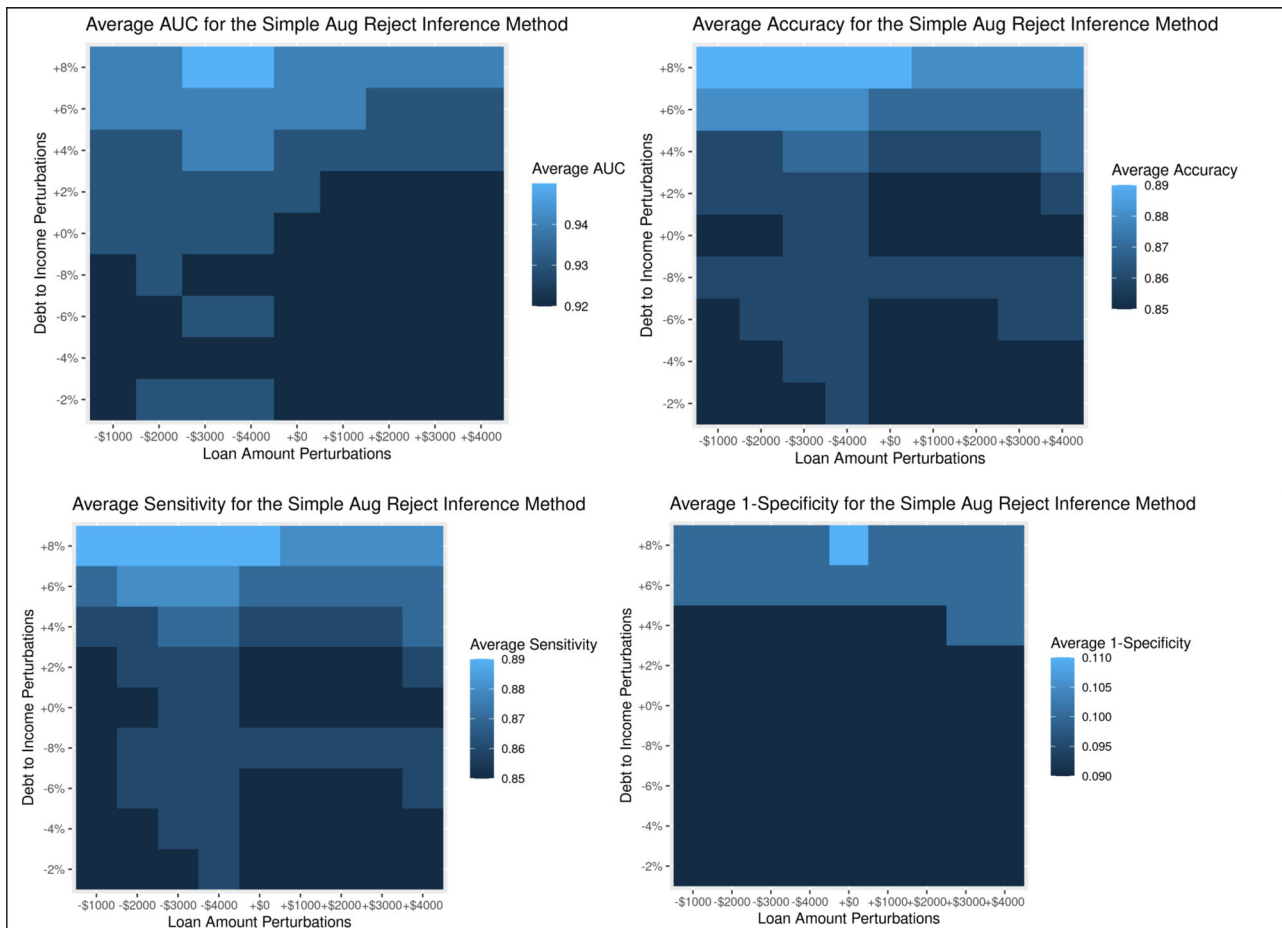 Average AUC for the Simple Aug Reject Inference Method
+8%
+6%
+4%
+2%
+0%
-8%
-6%
-4%
-2%
Debt to Income Perturbations
-$1000 -$2000 -$3000 -$4000 +$0 +$1000 +$2000 +$3000 +$4000
Loan Amount Perturbations
Average AUC
0.94
0.93
0.92
Average Accuracy for the Simple Aug Reject Inference Method
+8%
+6%
+4%
+2%
+0%
-8%
-6%
-4%
-2%
Debt to Income Perturbations
-$1000 -$2000 -$3000 -$4000 +$0 +$1000 +$2000 +$3000 +$4000
Loan Amount Perturbations
Average Accuracy
0.89
0.88
0.87
0.86
0.85
Average Sensitivity for the Simple Aug Reject Inference Method
+8%
+6%
+4%
+2%
+0%
-8%
-6%
-4%
-2%
Debt to Income Perturbations
-$1000 -$2000 -$3000 -$4000 +$0 +$1000 +$2000 +$3000 +$4000
Loan Amount Perturbations
Average Sensitivity
0.89
0.88
0.87
0.86
0.85
Average 1-Specificity for the Simple Aug Reject Inference Method
+8%
+6%
+4%
+2%
+0%
-8%
-6%
-4%
-2%
Debt to Income Perturbations
-$1000 -$2000 -$3000 -$4000 +$0 +$1000 +$2000 +$3000 +$4000
Loan Amount Perturbations
Average 1-Specificity
0.110
0.105
0.100
0.095
0.090